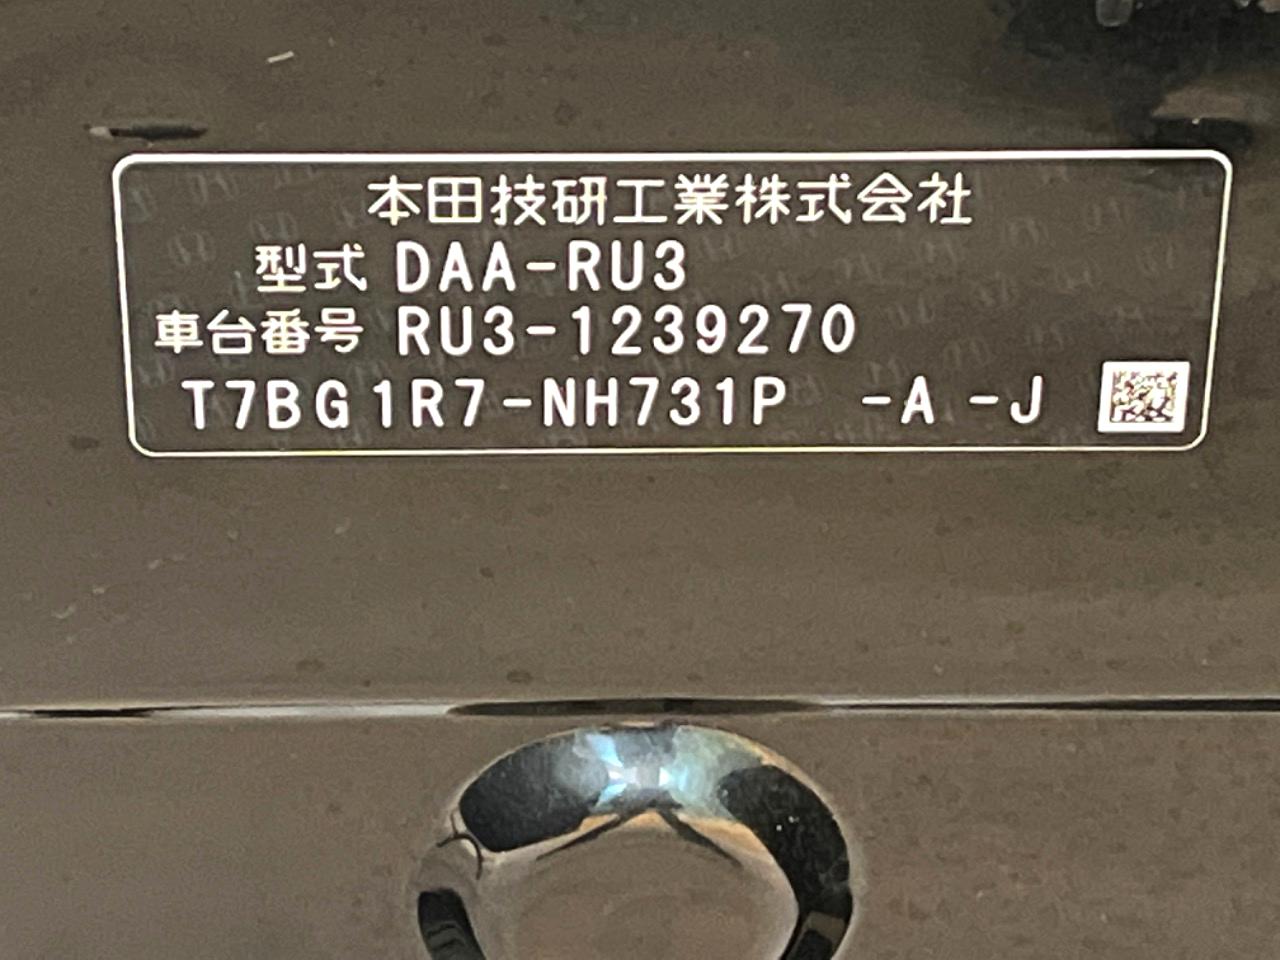 本田技研工業株式会社
型式 DAA-RU3
車台番号 RU3-1239270
T7BG1R7-NH731P -A -J